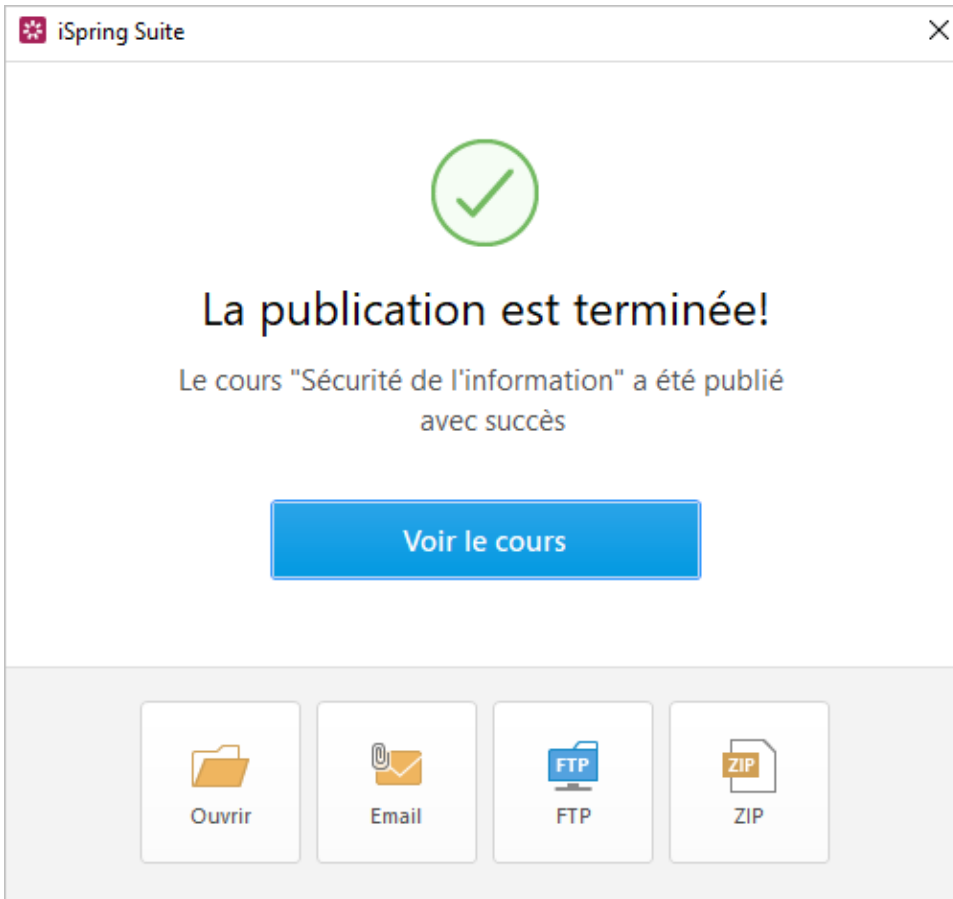 iSpring Suite
La publication est terminée!
Le cours "Sécurité de l'information" a été publié
avec succès
Voir le cours
FTP
ZIP
Ouvrir
Email
FTP
ZIP